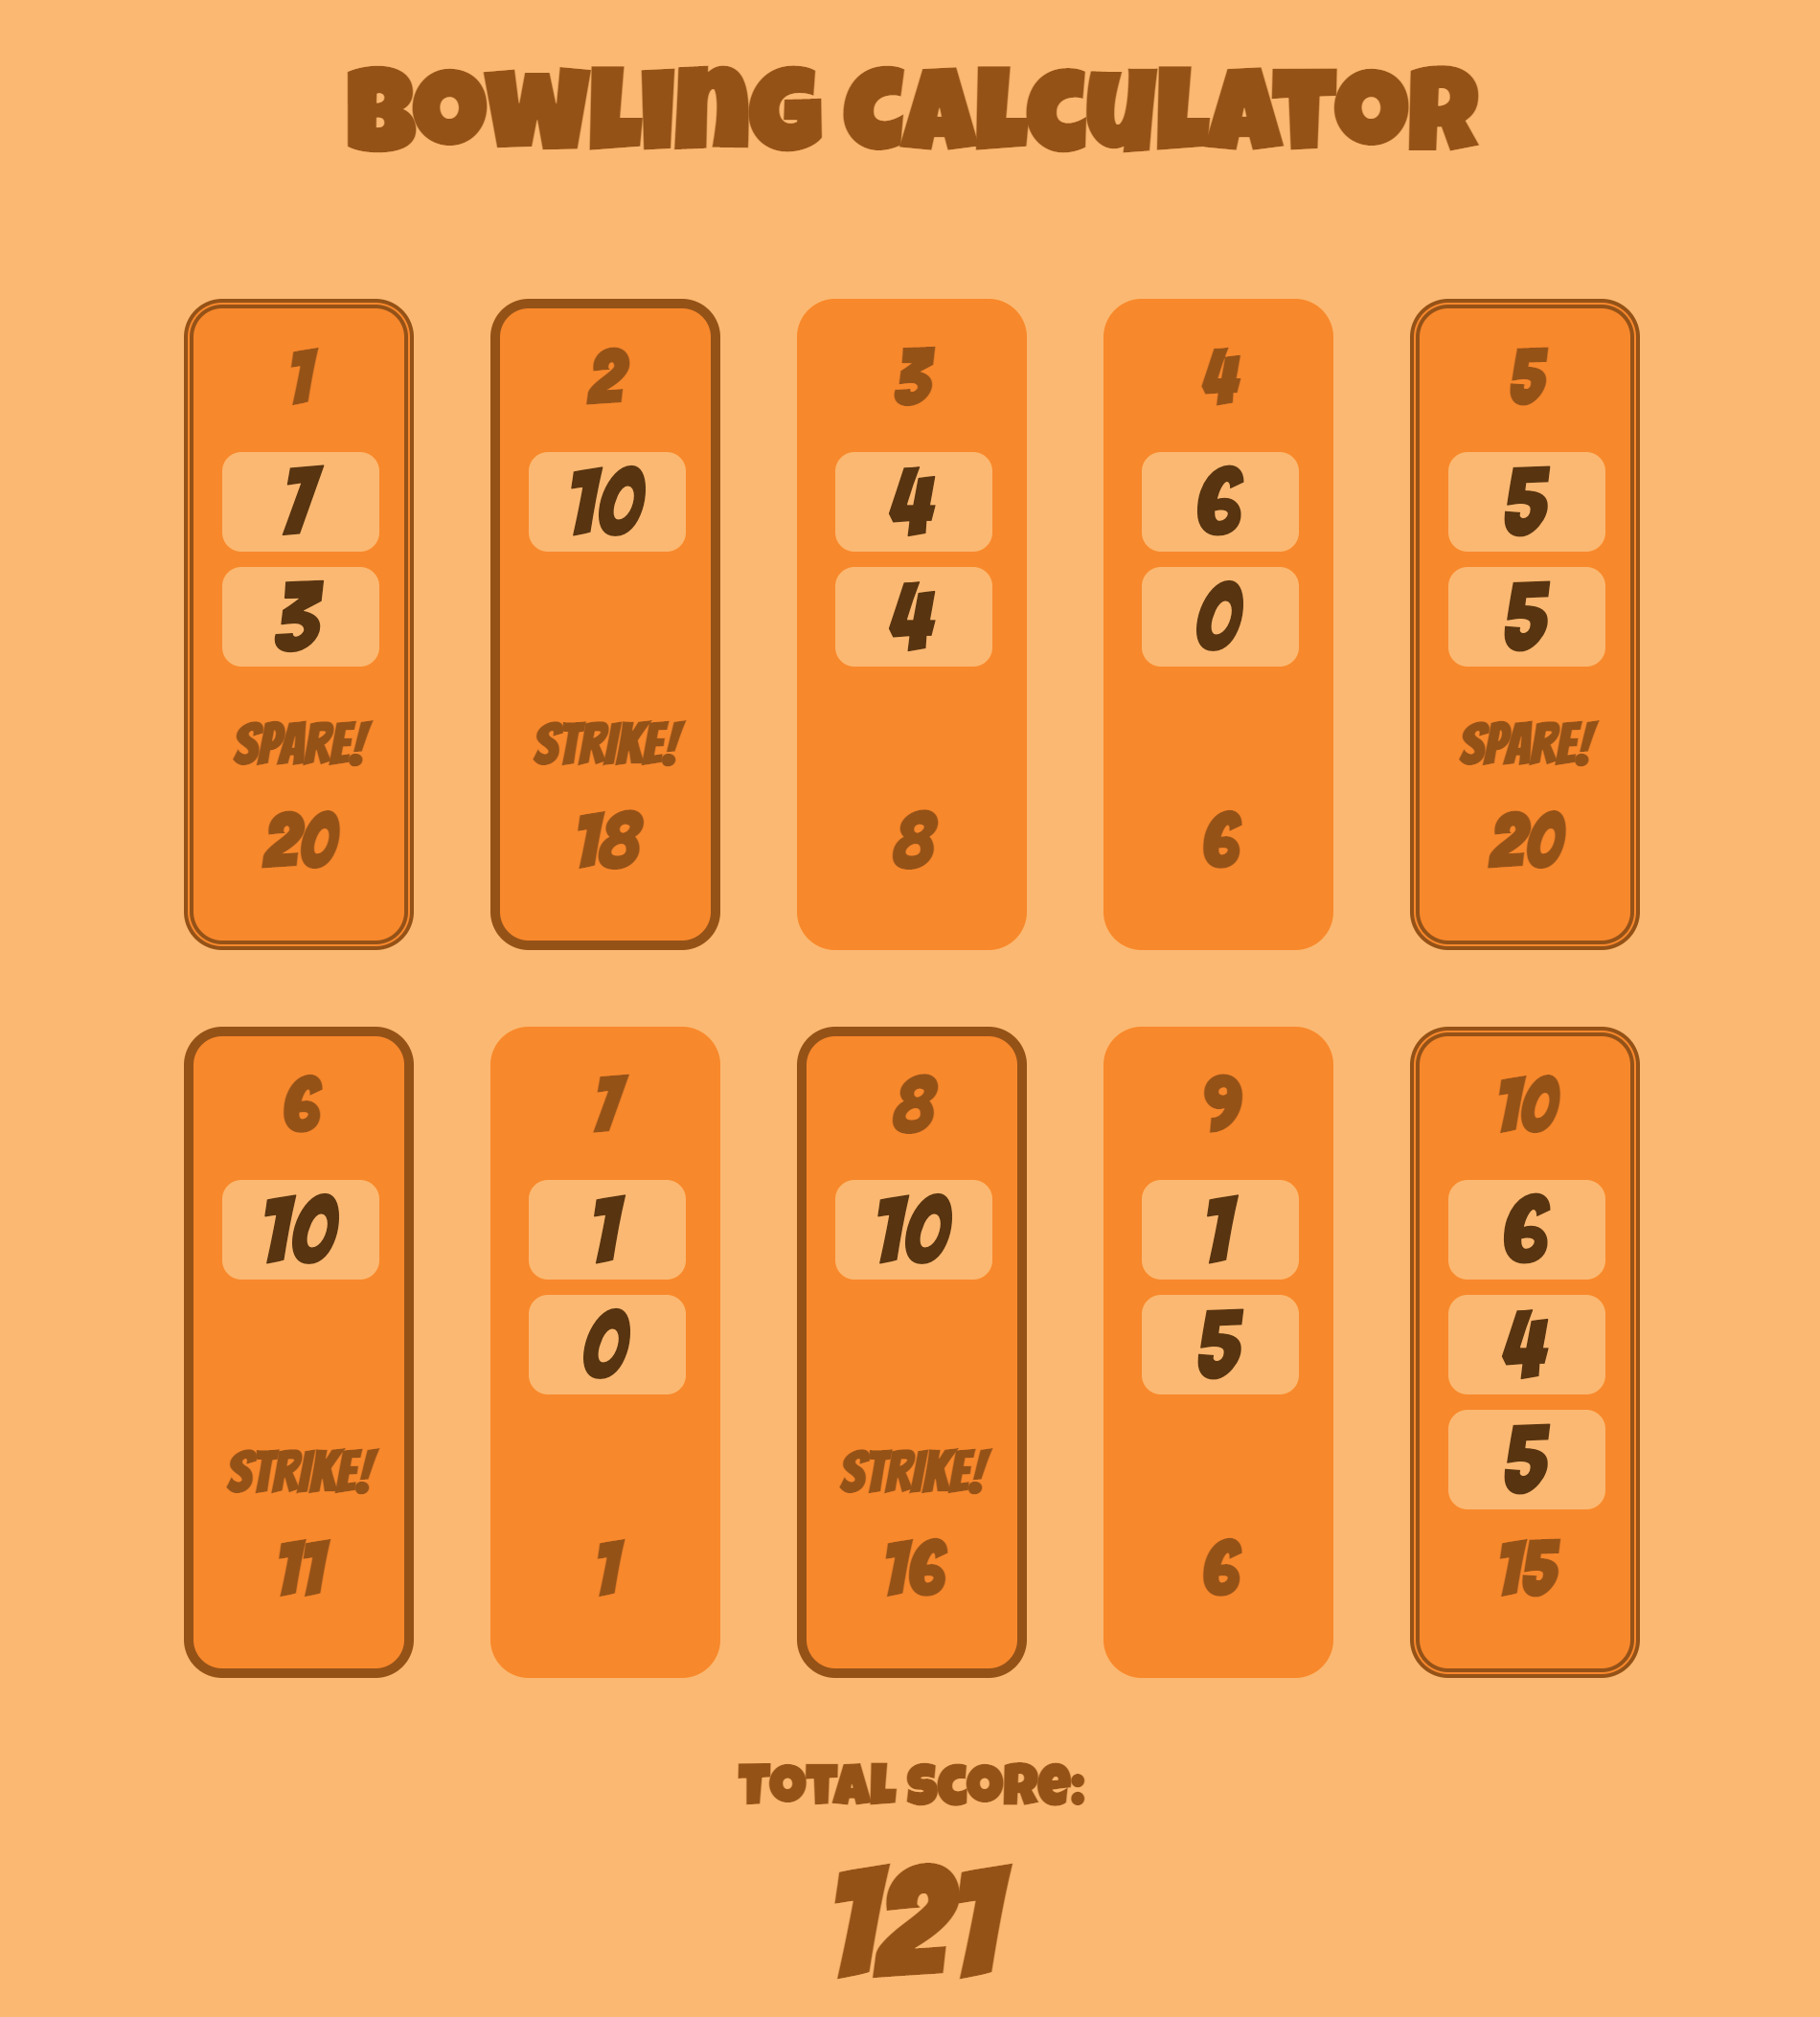 BOWLING CALCULATOR
1 2 3 4 5
7 10 4 6 5
3 4 0 5
SPARE! STRIKE! SPARE!
20 18 8 6 20
6 7 8 9 10
10 1 10 1 6
0 5 4
5
STRIKE! STRIKE!
11 1 16 6 15
TOTAL SCORE:
121